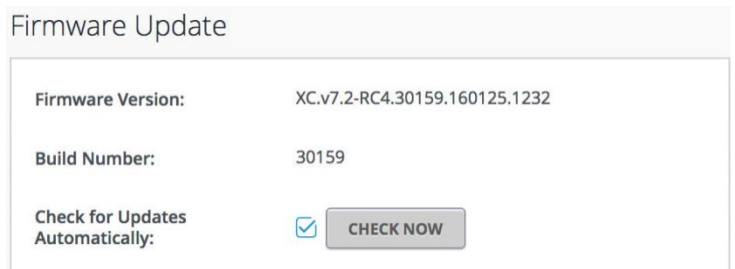 Firmware Update
Firmware Version: XC.v7.2-RC4.30159.160125.1232
Build Number: 30159
Check for Updates
Automatically: CHECK NOW